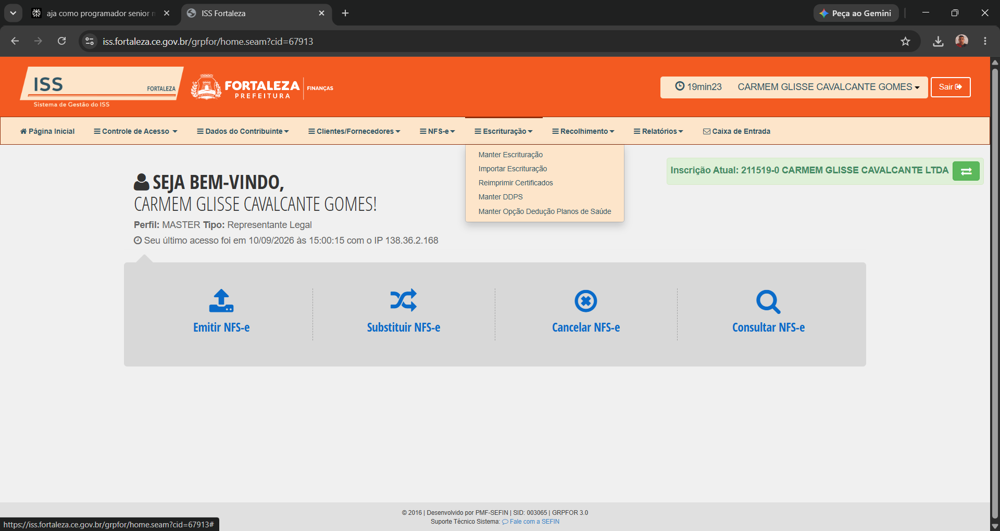 aja como programador senior
ISS Fortaleza
Peça ao Gemini
iss.fortaleza.ce.gov.br/grpfor/home.seam?cid=67913
ISS
FORTALEZA
Sistema de Gestão do ISS
FORTALEZA
PREFEITURA
FINANÇAS
19min23
CARMEM GLISSE CAVALCANTE GOMES
Sair
Página Inicial
Controle de Acesso
Dados do Contribuinte
Clientes/Fornecedores
NFS-e
Escrituração
Recolhimento
Relatórios
Caixa de Entrada
Manter Escrituração
Importar Escrituração
Reimprimir Certificados
Manter DDPS
Manter Opção Dedução Planos de Saúde
Inscrição Atual: 211519-0 CARMEM GLISSE CAVALCANTE LTDA
SEJA BEM-VINDO,
CARMEM GLISSE CAVALCANTE GOMES!
Perfil: MASTER Tipo: Representante Legal
Seu último acesso foi em 10/09/2026 às 15:00:15 com o IP 138.36.2.168
Emitir NFS-e
Substituir NFS-e
Cancelar NFS-e
Consultar NFS-e
© 2016 | Desenvolvido por PMF-SEFIN | SID: 003065 | GRPFOR 3.0
Suporte Técnico Sistema: Fale com a SEFIN
https://iss.fortaleza.ce.gov.br/grpfor/home.seam?cid=67913#